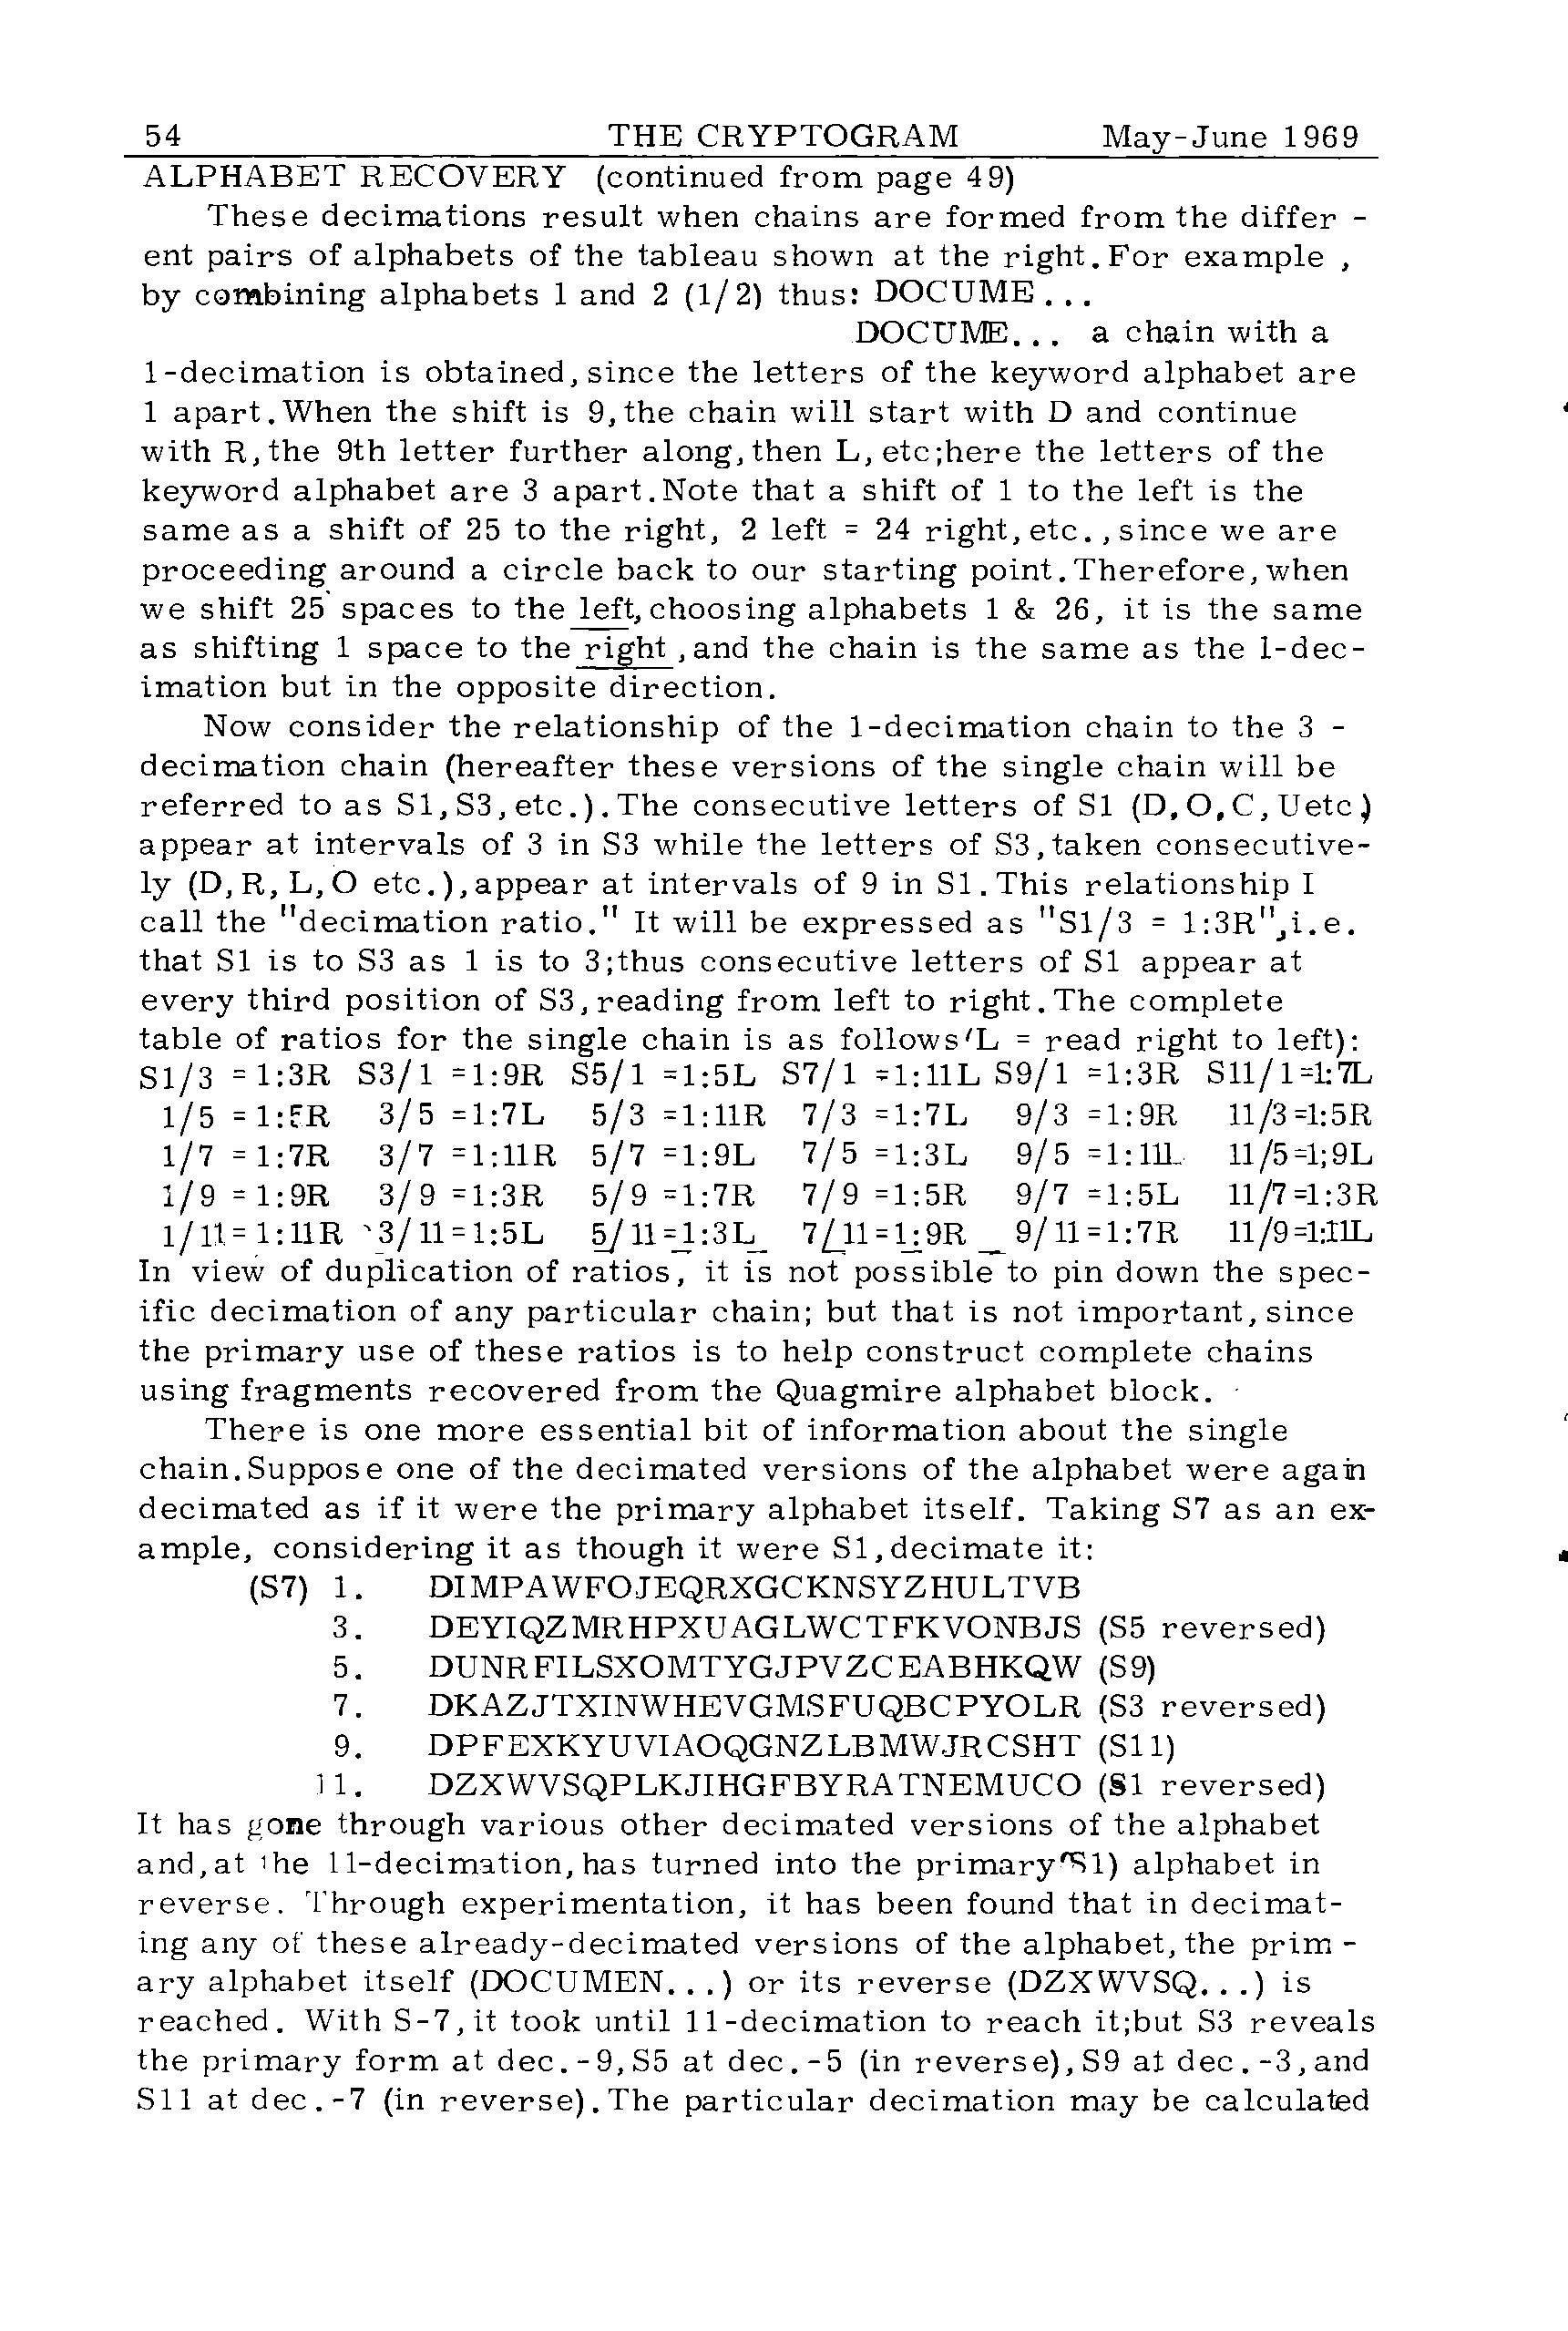 54 THE CRYPTOGRAM May-June 1969
ALPHABET RECOVERY (continued from page 49)
These decimations result when chains are formed from the differ -
ent pairs of alphabets of the tableau shown at the right.For example ,
by combining alphabets 1 and 2 (1/2) thus: DOCUME...
DOCUME... a chain with a
1-decimation is obtained,since the letters of the keyword alphabet are
1 apart.When the shift is 9,the chain will start with D and continue
with R,the 9th letter further along,then L,etc;here the letters of the
keyword alphabet are 3 apart.Note that a shift of 1 to the left is the
same as a shift of 25 to the right, 2 left = 24 right,etc.,since we are
proceeding around a circle back to our starting point.Therefore,when
we shift 25 spaces to the left,choosing alphabets 1 & 26, it is the same
as shifting 1 space to the right ,and the chain is the same as the 1-dec-
imation but in the opposite direction.
Now consider the relationship of the 1-decimation chain to the 3 -
decimation chain (hereafter these versions of the single chain will be
referred to as S1,S3,etc.).The consecutive letters of S1 (D,O,C,Uetc)
appear at intervals of 3 in S3 while the letters of S3,taken consecutive-
ly (D,R,L,O etc.),appear at intervals of 9 in S1.This relationship I
call the "decimation ratio." It will be expressed as "S1/3 = 1:3R",i.e.
that S1 is to S3 as 1 is to 3;thus consecutive letters of S1 appear at
every third position of S3,reading from left to right.The complete
table of ratios for the single chain is as follows'L = read right to left):
S1/3 =1:3R S3/1 =1:9R S5/1 =1:5L S7/1 =1:11L S9/1 =1:3R S11/1=1:7L
1/5 =1:5R 3/5 =1:7L 5/3 =1:11R 7/3 =1:7L 9/3 =1:9R 11/3=1:5R
1/7 =1:7R 3/7 =1:11R 5/7 =1:9L 7/5 =1:3L 9/5 =1:11L 11/5=1;9L
1/9 =1:9R 3/9 =1:3R 5/9 =1:7R 7/9 =1:5R 9/7 =1:5L 11/7=1:3R
1/11=1:11R 3/11=1:5L 5/11=1:3L 7/11=1:9R 9/11=1:7R 11/9=1:11L
In view of duplication of ratios, it is not possible to pin down the spec-
ific decimation of any particular chain; but that is not important,since
the primary use of these ratios is to help construct complete chains
using fragments recovered from the Quagmire alphabet block.
There is one more essential bit of information about the single
chain.Suppose one of the decimated versions of the alphabet were again
decimated as if it were the primary alphabet itself. Taking S7 as an ex-
ample, considering it as though it were S1,decimate it:
(S7) 1. DIMPAWFOJEQRXGCKNSYZHULTVB
3. DEYIQZMRHPXUAGLWCTFKVONBJS (S5 reversed)
5. DUNRFILSXOMTYGJPVZCEABHKQW (S9)
7. DKAZJTXINWHEVGMSFUQBCPYOLR (S3 reversed)
9. DPFEXKYUVIAOQGNZLBMWJRCSHT (S11)
11. DZXWVSQPLKJIHGFBYRATNEMUCO (S1 reversed)
It has gone through various other decimated versions of the alphabet
and,at the 11-decimation,has turned into the primary(S1) alphabet in
reverse. Through experimentation, it has been found that in decimat-
ing any of these already-decimated versions of the alphabet,the prim -
ary alphabet itself (DOCUMEN...) or its reverse (DZXWVSQ...) is
reached. With S-7,it took until 11-decimation to reach it;but S3 reveals
the primary form at dec.-9,S5 at dec.-5 (in reverse),S9 at dec.-3,and
S11 at dec.-7 (in reverse).The particular decimation may be calculated